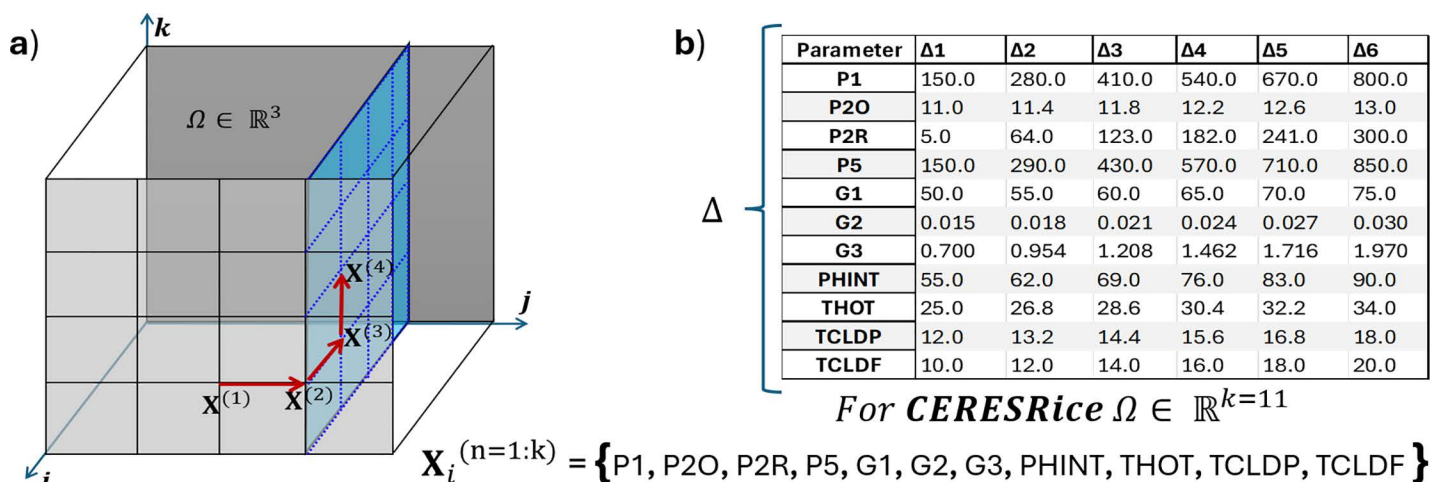 a)
k
Ω ∈ ℝ³
j
X⁽⁴⁾
X⁽³⁾
X⁽¹⁾ X⁽²⁾
i
b)
Δ
Parameter Δ1 Δ2 Δ3 Δ4 Δ5 Δ6
P1 150.0 280.0 410.0 540.0 670.0 800.0
P2O 11.0 11.4 11.8 12.2 12.6 13.0
P2R 5.0 64.0 123.0 182.0 241.0 300.0
P5 150.0 290.0 430.0 570.0 710.0 850.0
G1 50.0 55.0 60.0 65.0 70.0 75.0
G2 0.015 0.018 0.021 0.024 0.027 0.030
G3 0.700 0.954 1.208 1.462 1.716 1.970
PHINT 55.0 62.0 69.0 76.0 83.0 90.0
THOT 25.0 26.8 28.6 30.4 32.2 34.0
TCLDP 12.0 13.2 14.4 15.6 16.8 18.0
TCLDF 10.0 12.0 14.0 16.0 18.0 20.0
For CERESRice Ω ∈ ℝᵏ⁼¹¹
Xᵢ⁽ⁿ⁼¹:ᵏ⁾ = {P1, P2O, P2R, P5, G1, G2, G3, PHINT, THOT, TCLDP, TCLDF }